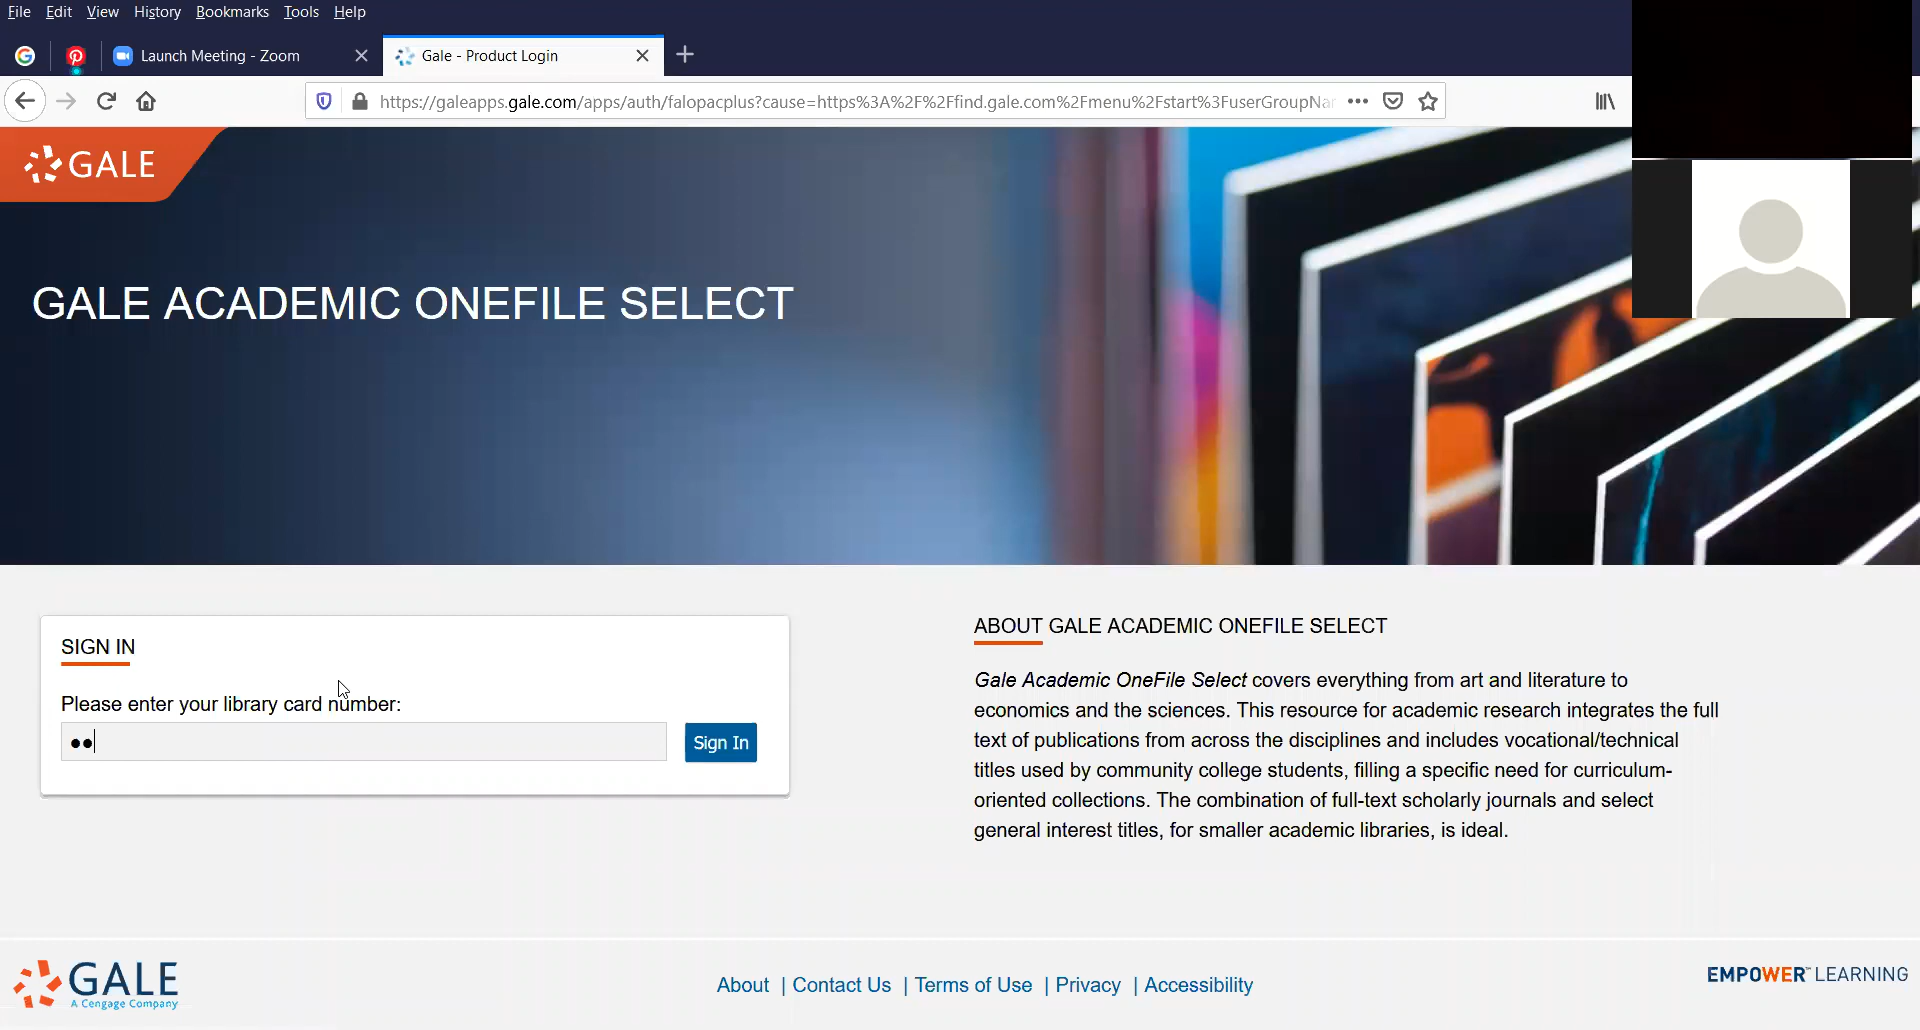 File Edit View History Bookmarks Tools Help
Launch Meeting - Zoom
Gale - Product Login
https://galeapps.gale.com/apps/auth/falopacplus?cause=https%3A%2F%2Ffind.gale.com%2Fmenu%2Fstart%3FuserGroupNar
GALE
GALE ACADEMIC ONEFILE SELECT
SIGN IN
Please enter your library card number:
Sign In
ABOUT GALE ACADEMIC ONEFILE SELECT
Gale Academic OneFile Select covers everything from art and literature to
economics and the sciences. This resource for academic research integrates the full
text of publications from across the disciplines and includes vocational/technical
titles used by community college students, filling a specific need for curriculum-
oriented collections. The combination of full-text scholarly journals and select
general interest titles, for smaller academic libraries, is ideal.
GALE
A Cengage Company
About | Contact Us | Terms of Use | Privacy | Accessibility
EMPOWER™ LEARNING